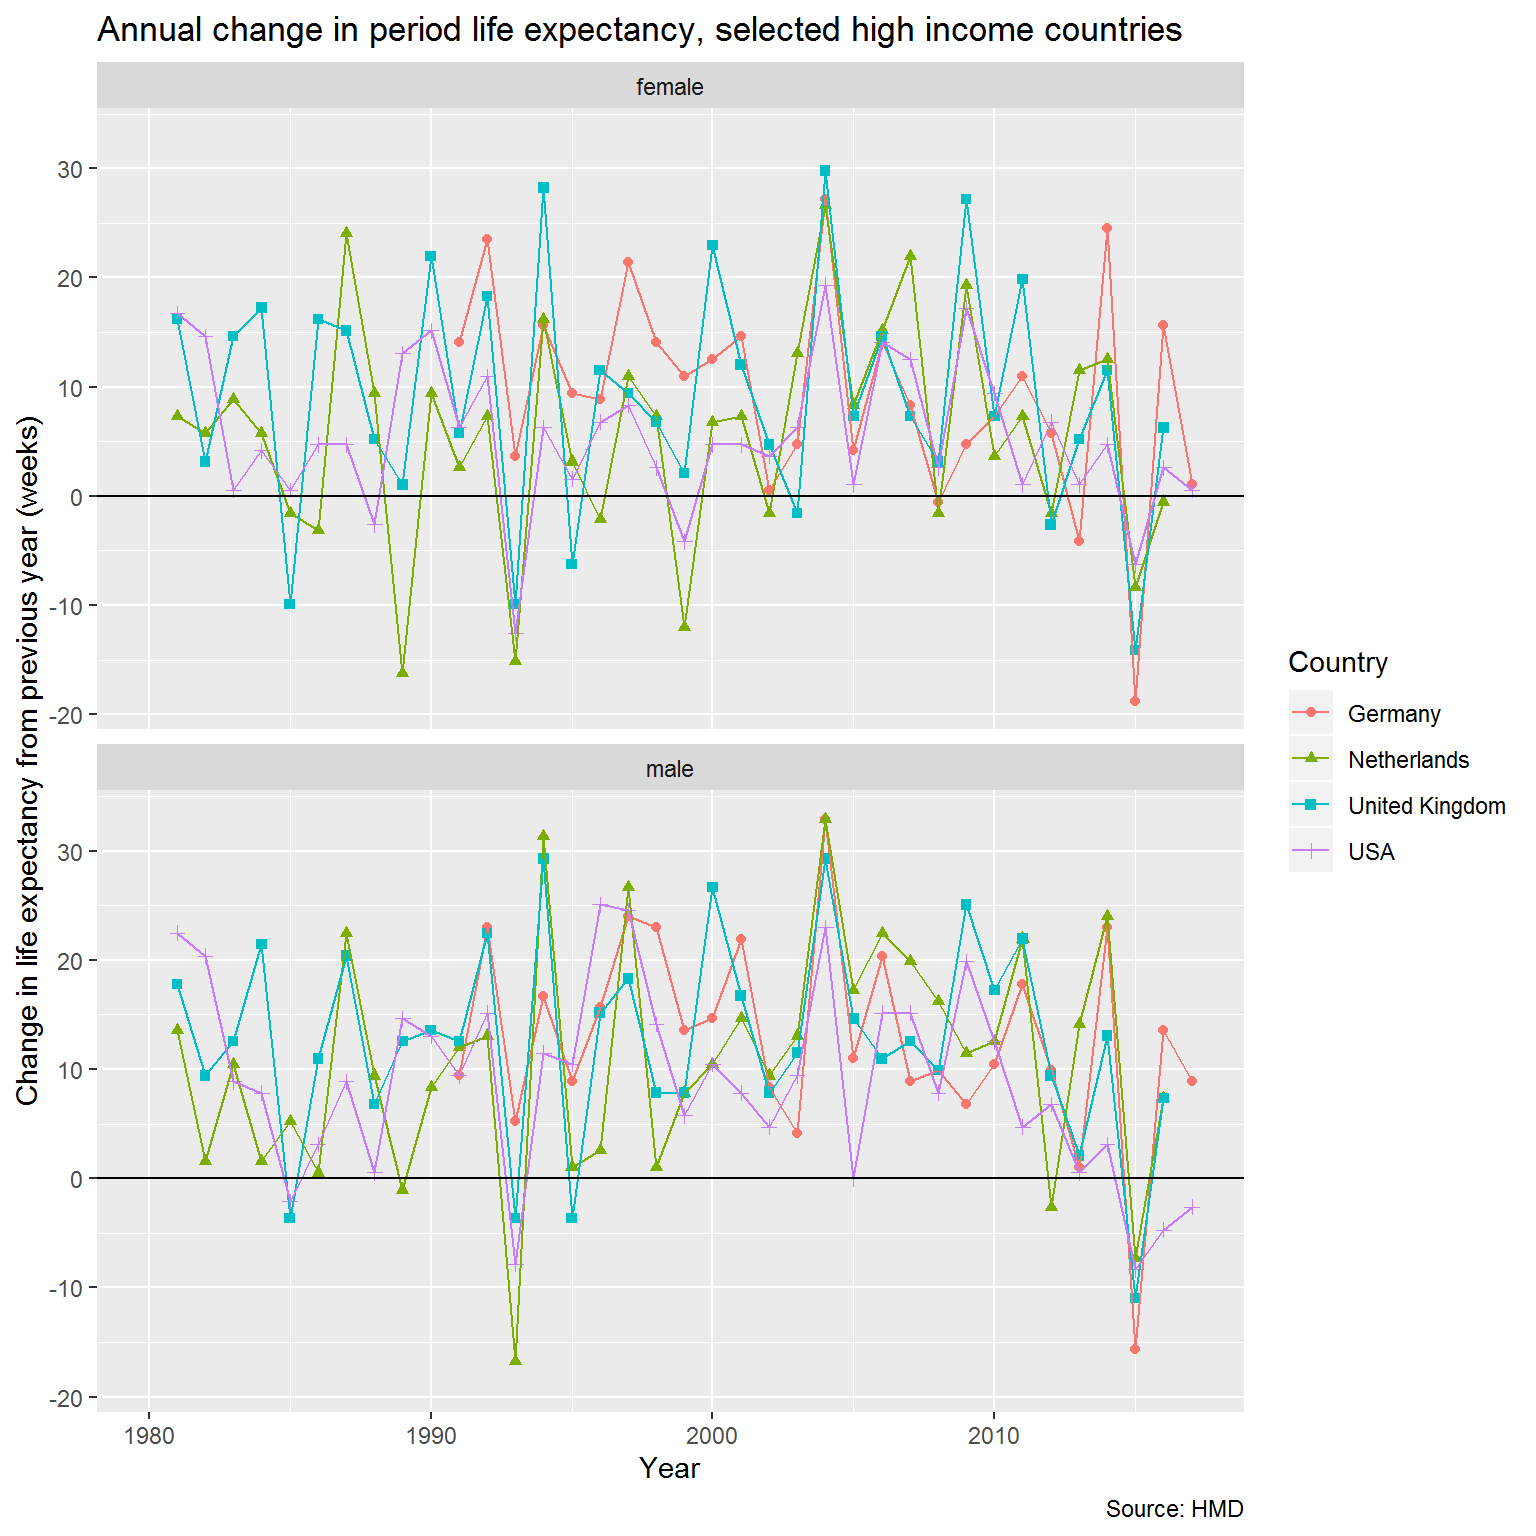 Annual change in period life expectancy, selected high income countries
female
30
20
10
0
-10
-20
male
30
20
10
0
-10
-20
1980 1990 2000 2010
Year
Change in life expectancy from previous year (weeks)
Country
Germany
Netherlands
United Kingdom
USA
Source: HMD